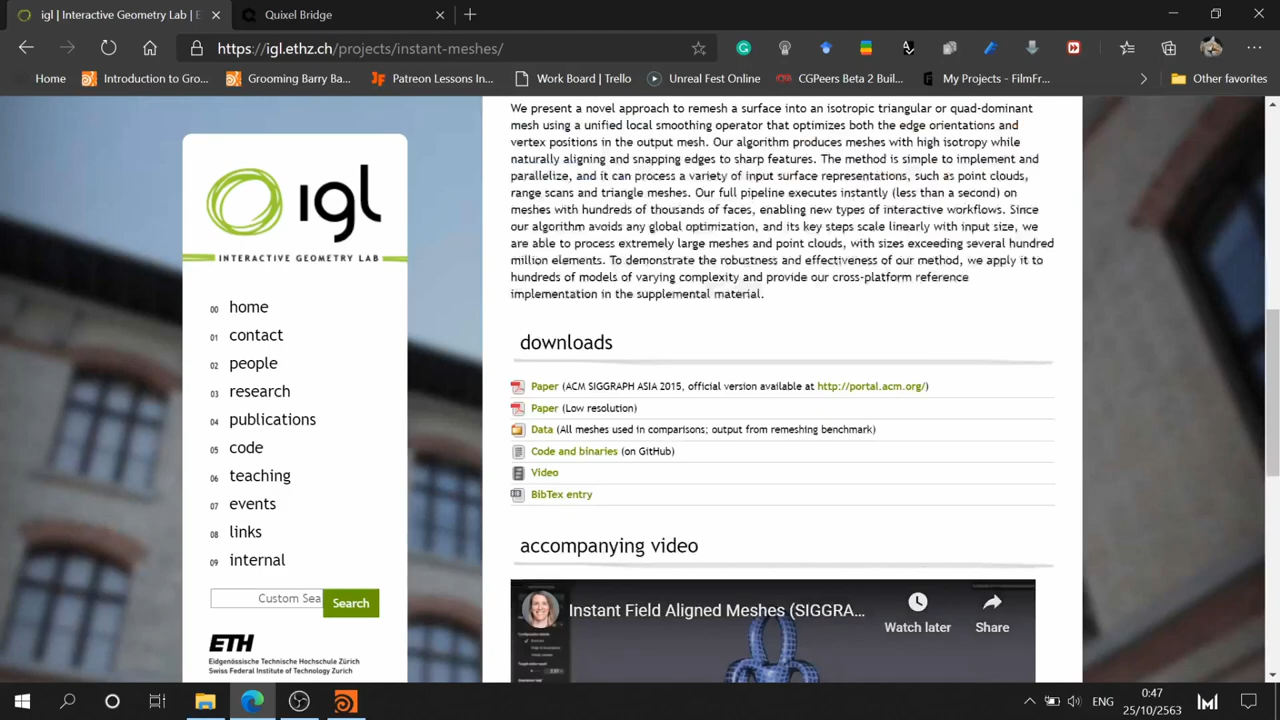 igl | Interactive Geometry Lab | E
Quixel Bridge
https://igl.ethz.ch/projects/instant-meshes/
Home
Introduction to Gro...
Grooming Barry Ba...
Patreon Lessons In...
Work Board | Trello
Unreal Fest Online
CGPeers Beta 2 Buil...
My Projects - FilmFr...
Other favorites
igl
INTERACTIVE GEOMETRY LAB
00 home
01 contact
02 people
03 research
04 publications
05 code
06 teaching
07 events
08 links
09 internal
Custom Sea
Search
ETH
Eidgenössische Technische Hochschule Zürich
Swiss Federal Institute of Technology Zurich
We present a novel approach to remesh a surface into an isotropic triangular or quad-dominant
mesh using a unified local smoothing operator that optimizes both the edge orientations and
vertex positions in the output mesh. Our algorithm produces meshes with high isotropy while
naturally aligning and snapping edges to sharp features. The method is simple to implement and
parallelize, and it can process a variety of input surface representations, such as point clouds,
range scans and triangle meshes. Our full pipeline executes instantly (less than a second) on
meshes with hundreds of thousands of faces, enabling new types of interactive workflows. Since
our algorithm avoids any global optimization, and its key steps scale linearly with input size, we
are able to process extremely large meshes and point clouds, with sizes exceeding several hundred
million elements. To demonstrate the robustness and effectiveness of our method, we apply it to
hundreds of models of varying complexity and provide our cross-platform reference
implementation in the supplemental material.
downloads
Paper (ACM SIGGRAPH ASIA 2015, official version available at http://portal.acm.org/)
Paper (Low resolution)
Data (All meshes used in comparisons; output from remeshing benchmark)
Code and binaries (on GitHub)
Video
BibTex entry
accompanying video
Instant Field Aligned Meshes (SIGGRA...
Watch later
Share
ENG
0:47
25/10/2563